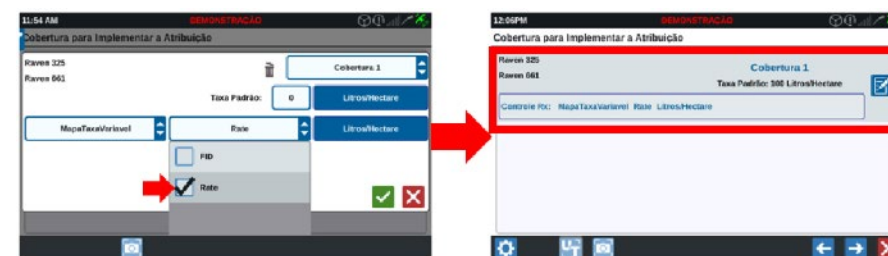 11:54 AM
DEMONSTRAÇÃO
Cobertura para Implementar a Atribuição
Raven 325
Raven 661
Cobertura 1
Taxa Padrão:
0
Litros/Hectare
MapaTaxaVariavel
Rate
Litros/Hectare
FID
Rate
12:06PM
DEMONSTRAÇÃO
Cobertura para Implementar a Atribuição
Raven 325
Raven 661
Cobertura 1
Taxa Padrão: 300 Litros/Hectare
Controle Rx: MapaTaxaVariavel Rate Litros/Hectare
UT